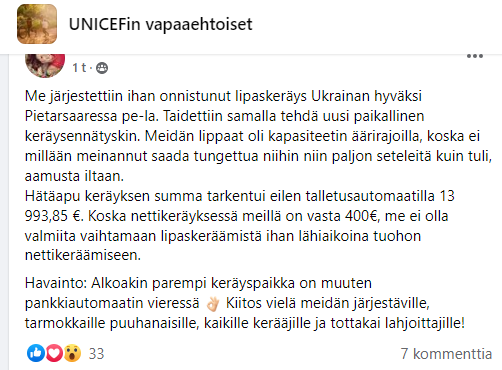 UNICEFin vapaaehtoiset
1 t ·
Me järjestettiin ihan onnistunut lipaskeräys Ukrainan hyväksi
Pietarsaaressa pe-la. Taidettiin samalla tehdä uusi paikallinen
keräysennätyskin. Meidän lippaat oli kapasiteetin äärirajoilla, koska ei
millään meinannut saada tungettua niihin niin paljon seteleitä kuin tuli,
aamusta iltaan.
Hätäapu keräyksen summa tarkentui eilen talletusautomaatilla 13
993,85 €. Koska nettikeräyksessä meillä on vasta 400€, me ei olla
valmiita vaihtamaan lipaskeräämistä ihan lähiaikoina tuohon
nettikeräämiseen.
Havainto: Alkoakin parempi keräyspaikka on muuten
pankkiautomaatin vieressä 👌🏻 Kiitos vielä meidän järjestäville,
tarmokkaille puuhanaisille, kaikille kerääjille ja tottakai lahjoittajille!
33
7 kommenttia